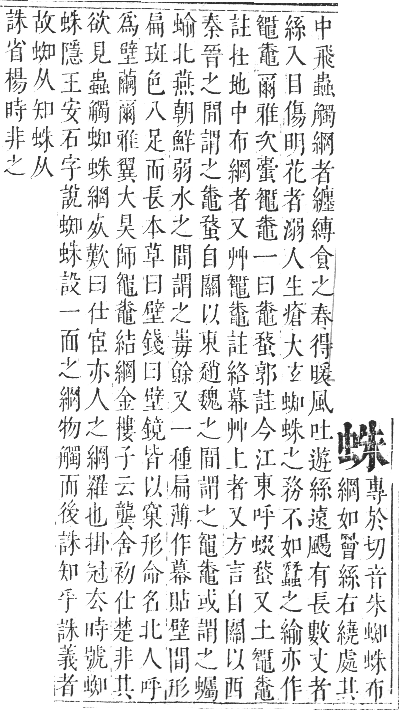 蛛
專於切音朱蜘蛛布
網如罾絲右繞處其
中飛蟲觸網者纏縛食之春得暖風吐遊絲遠颺有長數丈者
絲入目傷明花者溺人生瘡大玄蜘蛛之務不如蠶之緰亦作
鼅鼄爾雅次蟗鼅鼄一曰鼄蝥郭註今江東呼蝃蝥又土鼅鼄
註在地中布網者又艸鼅鼄註絡幕艸上者又方言自關以西
秦晉之間謂之鼄蝥自關以東趙魏之間謂之鼅鼄或謂之蠾
蝓北燕朝鮮弱水之間謂之蝳蜍又一種扁薄作幕貼壁間形
扁斑色八足而長本草曰壁錢曰壁鏡皆以窠形命名北人呼
為壁繭爾雅翼大昊師鼅鼄結網金樓子云龔舍初仕楚非其
欲見蟲觸蜘蛛網焂歎曰仕宦亦人之網羅也掛冠去時號蜘
蛛隱王安石字說蜘蛛設一面之網物觸而後誅知乎誅義者
故蜘从知蛛从
誅省楊時非之